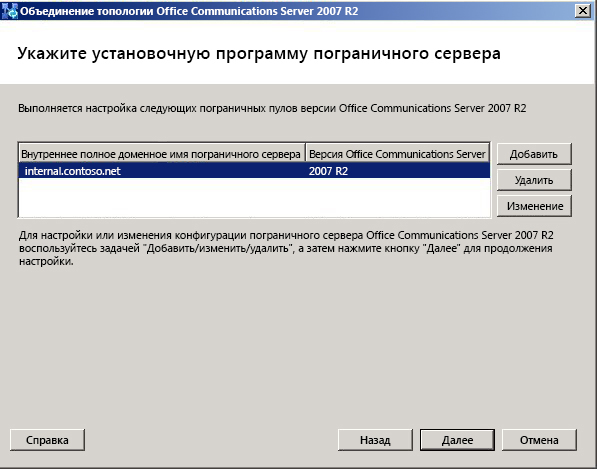 Объединение топологии Office Communications Server 2007 R2
Укажите установочную программу пограничного сервера
Выполняется настройка следующих пограничных пулов версии Office Communications Server 2007 R2
Внутреннее полное доменное имя пограничного сервера Версия Office Communications Server
internal.contoso.net 2007 R2
Добавить
Удалить
Изменение
Для настройки или изменения конфигурации пограничного сервера Office Communications Server 2007 R2
воспользуйтесь задачей "Добавить/изменить/удалить", а затем нажмите кнопку "Далее" для продолжения
настройки.
Справка Назад Далее Отмена